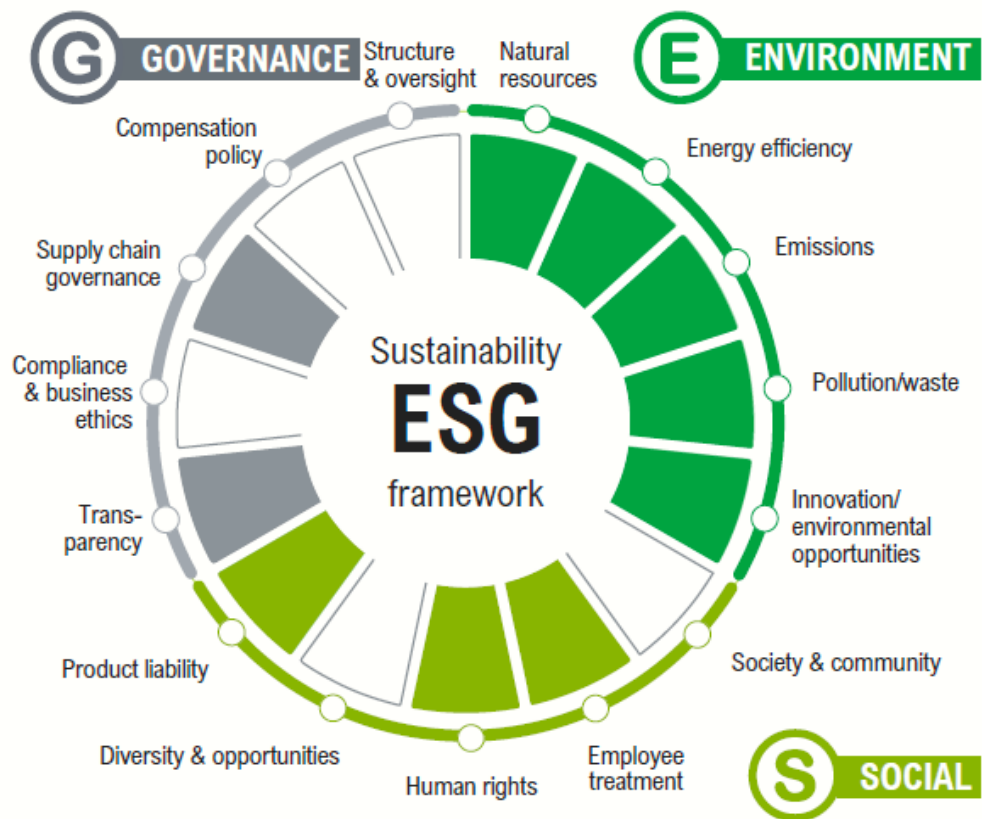 G GOVERNANCE
Structure
& oversight
Natural
resources
E ENVIRONMENT
Compensation
policy
Energy efficiency
Supply chain
governance
Emissions
Sustainability
ESG
framework
Compliance
& business
ethics
Pollution/waste
Trans-
parency
Innovation/
environmental
opportunities
Product liability
Society & community
Diversity & opportunities
Human rights
Employee
treatment
S SOCIAL